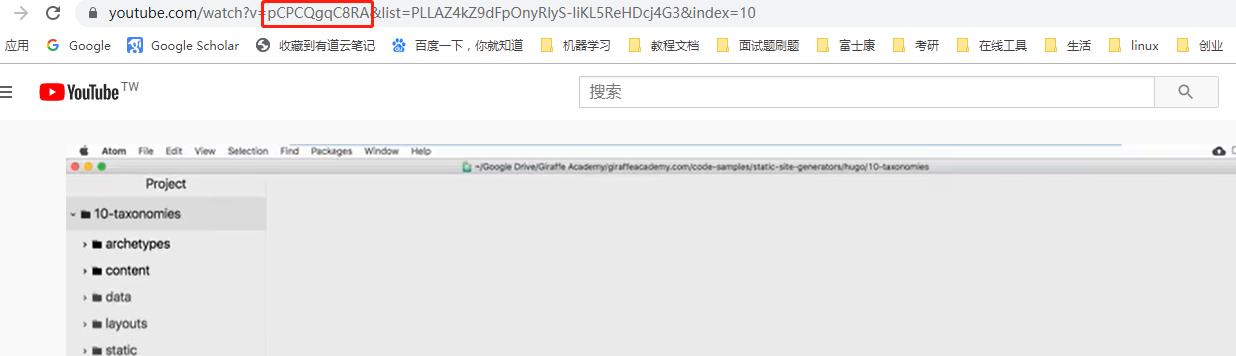 youtube.com/watch?v=pCPCQgqC8RA&list=PLLAZ4kZ9dFpOnyRlyS-liKL5ReHDcj4G3&index=10
应用 Google Google Scholar 收藏到有道云笔记 百度一下，你就知道 机器学习 教程文档 面试题刷题 富士康 考研 在线工具 生活 linux 创业
YouTube TW 搜索
Atom File Edit View Selection Find Packages Window Help
~/Google Drive/Giraffe Academy/giraffeacademy.com/code-samples/static-site-generators/hugo/10-taxonomies
Project
10-taxonomies
archetypes
content
data
layouts
static